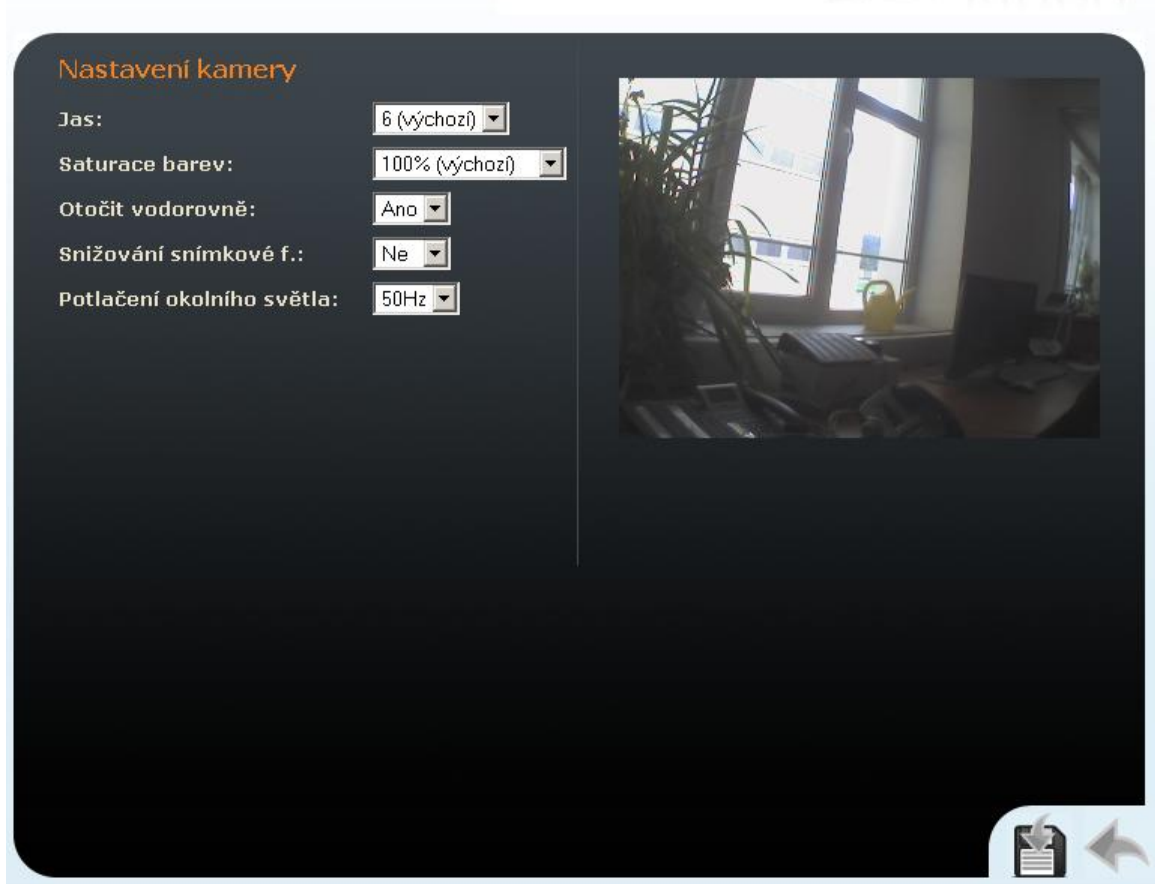 Nastavení kamery
Jas: 6 (výchozí)
Saturace barev: 100% (výchozí)
Otočit vodorovně: Ano
Snižování snímkové f.: Ne
Potlačení okolního světla: 50Hz